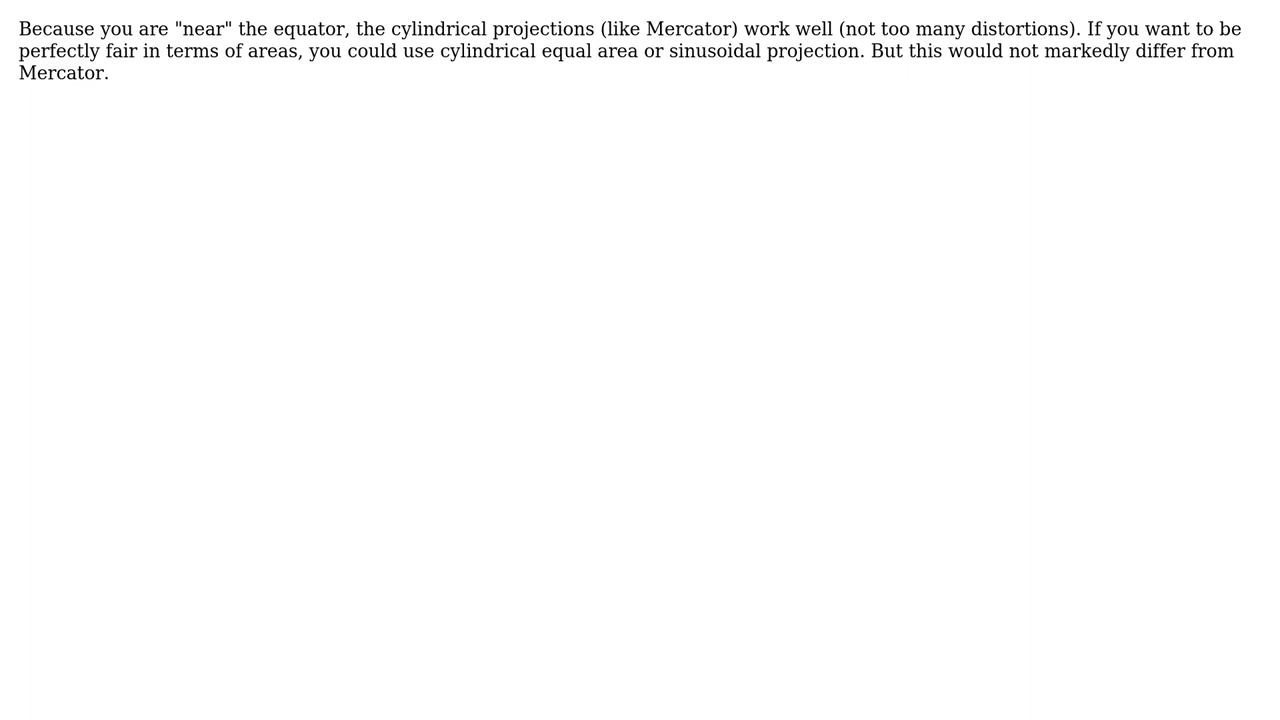 Because you are "near" the equator, the cylindrical projections (like Mercator) work well (not too many distortions). If you want to be
perfectly fair in terms of areas, you could use cylindrical equal area or sinusoidal projection. But this would not markedly differ from
Mercator.